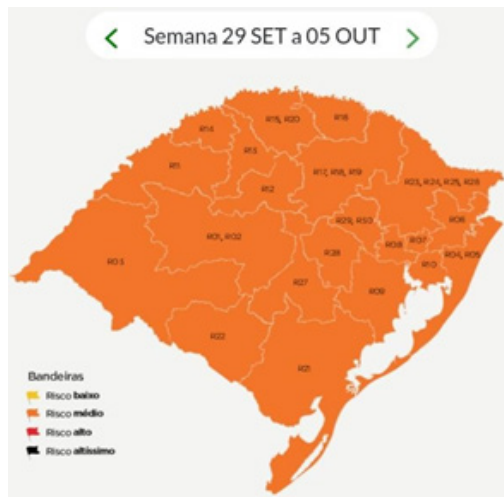 Semana 29 SET a 05 OUT
R15, R20
R16
R14
R13
R11
R17, R18, R19
R12
R23, R24, R25, R26
R29, R30
R06
R01, R02
R08
R07
R28
R04, R05
R10
R03
R27
R09
R22
R21
Bandeiras
Risco baixo
Risco médio
Risco alto
Risco altíssimo